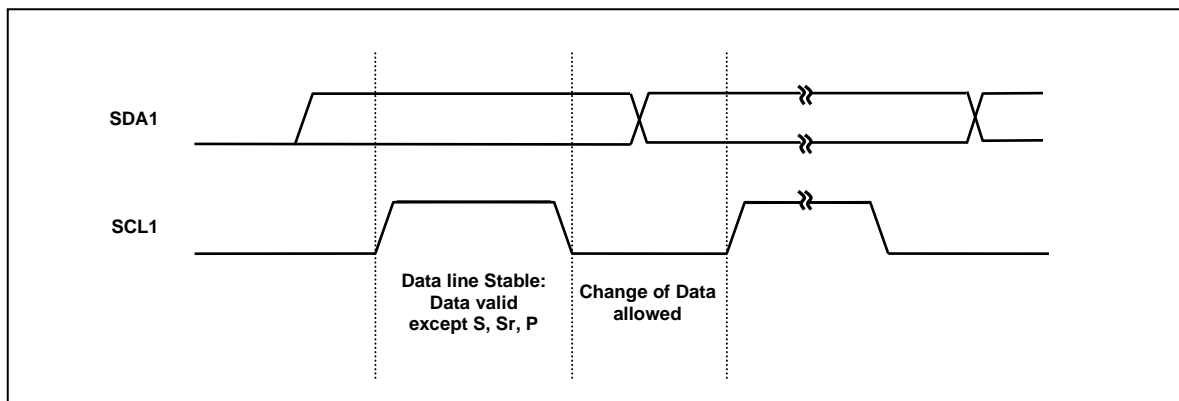 SDA1
SCL1
Data line Stable:
Data valid
except S, Sr, P
Change of Data
allowed